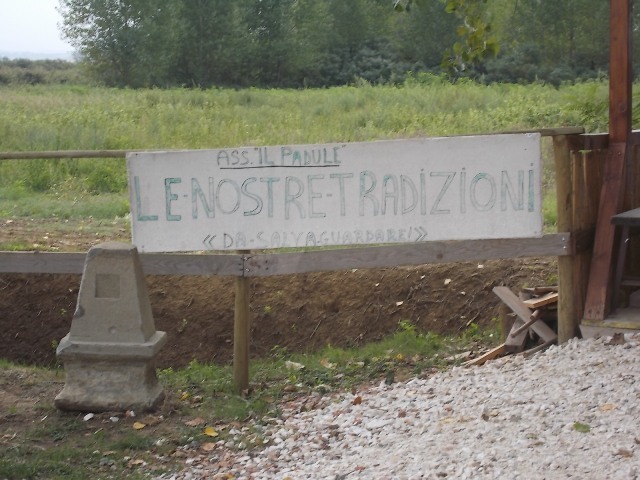 ASS. "IL PADULE"
LE-NOSTRE-TRADIZIONI
«DA-SALVAGUARDARE!»